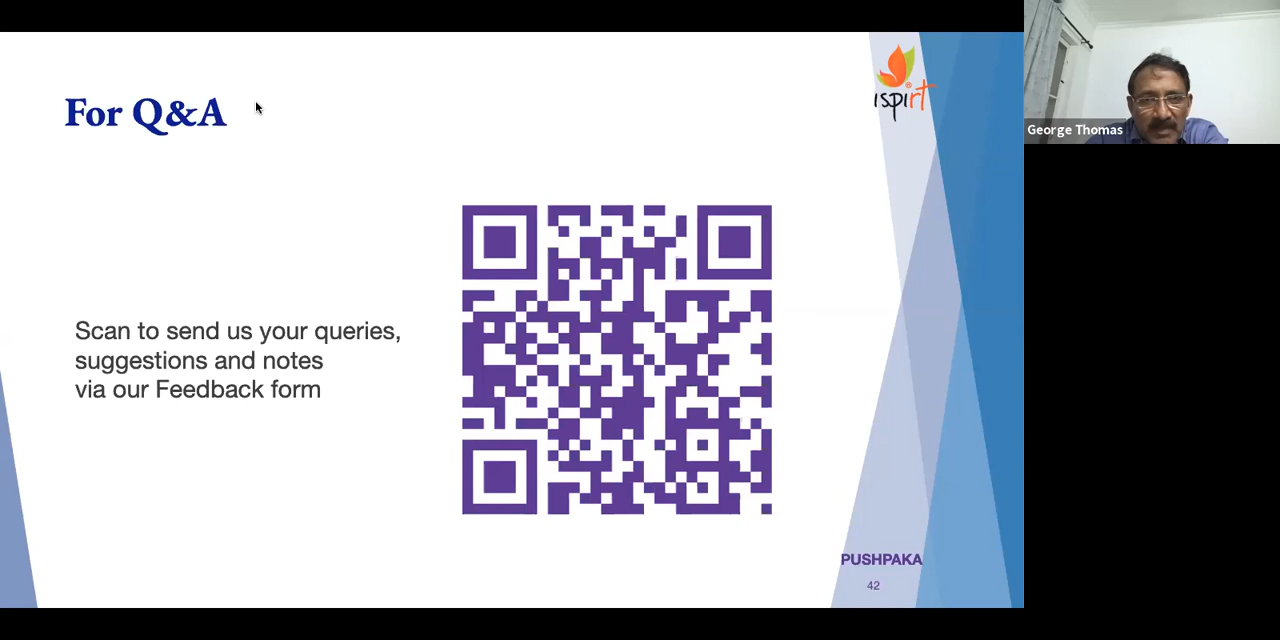 For Q&A
ispirt
George Thomas
Scan to send us your queries,
suggestions and notes
via our Feedback form
PUSHPAKA
42